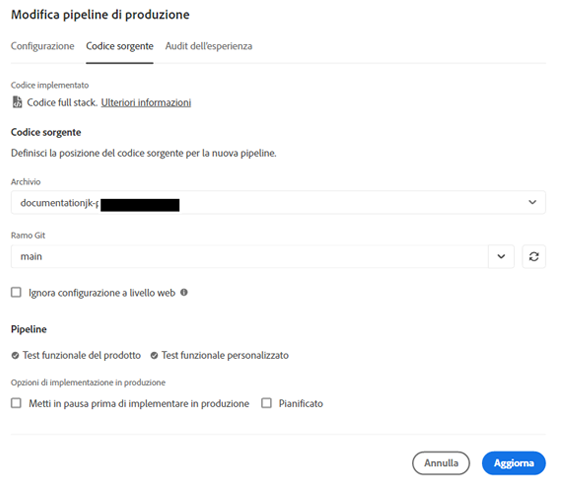 Modifica pipeline di produzione
Configurazione Codice sorgente Audit dell'esperienza
Codice implementato
Codice full stack. Ulteriori informazioni
Codice sorgente
Definisci la posizione del codice sorgente per la nuova pipeline.
Archivio
documentationjk-p
Ramo Git
main
Ignora configurazione a livello web
Pipeline
Test funzionale del prodotto Test funzionale personalizzato
Opzioni di implementazione in produzione
Metti in pausa prima di implementare in produzione Pianificato
Annulla Aggiorna